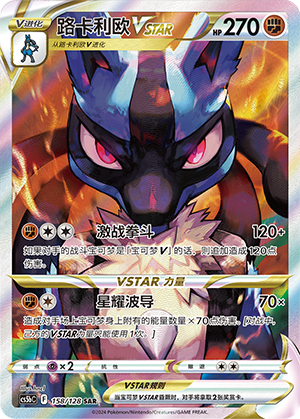 V进化
路卡利欧VSTAR
HP 270
从路卡利欧V进化
激战拳斗 120+
如果对手的战斗宝可梦是「宝可梦V」的话，则追加造成120点
伤害。
VSTAR 力量
星耀波导 70×
造成对手场上宝可梦身上附有的能量数量×70点伤害。[对战中，
己方的VSTAR力量只能使用1次。]
弱点 ×2 抗性 撤退
VSTAR规则
当宝可梦VSTAR昏厥时，对手将拿取2张奖赏卡。
CS5bC F 158/128 SAR
©2024 Pokémon/Nintendo/Creatures/GAME FREAK.